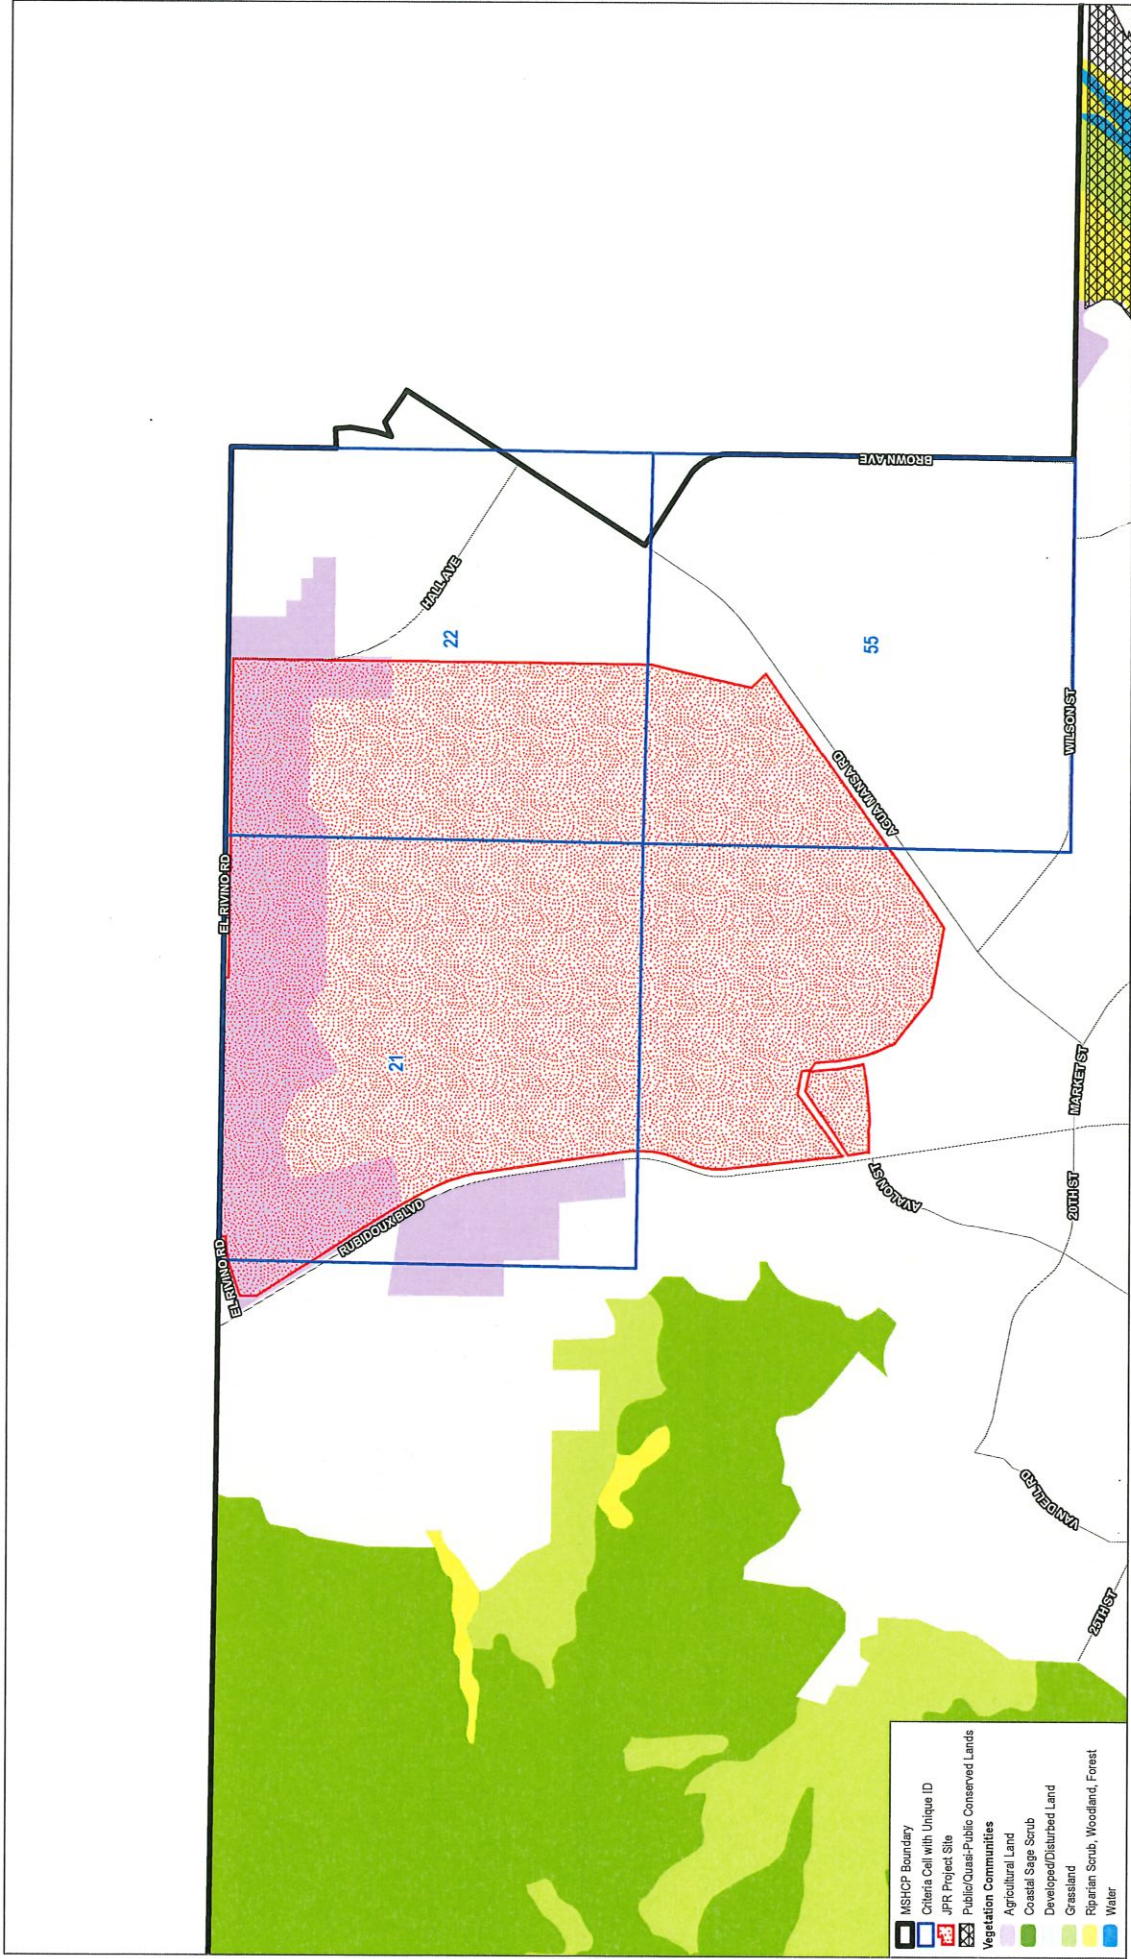 EL RIVINO RD
EL RIVINO RD
RUBIDOUX BLVD
HALL AVE
22
21
55
BROWN AVE
AGUA MANSA RD
WILSON ST
MARKET ST
AVALON ST
20TH ST
VAN DELL RD
25TH ST
MSHCP Boundary
Criteria Cell with Unique ID
JPR Project Site
Public/Quasi-Public Conserved Lands
Vegetation Communities
Agricultural Land
Coastal Sage Scrub
Developed/Disturbed Land
Grassland
Riparian Scrub, Woodland, Forest
Water